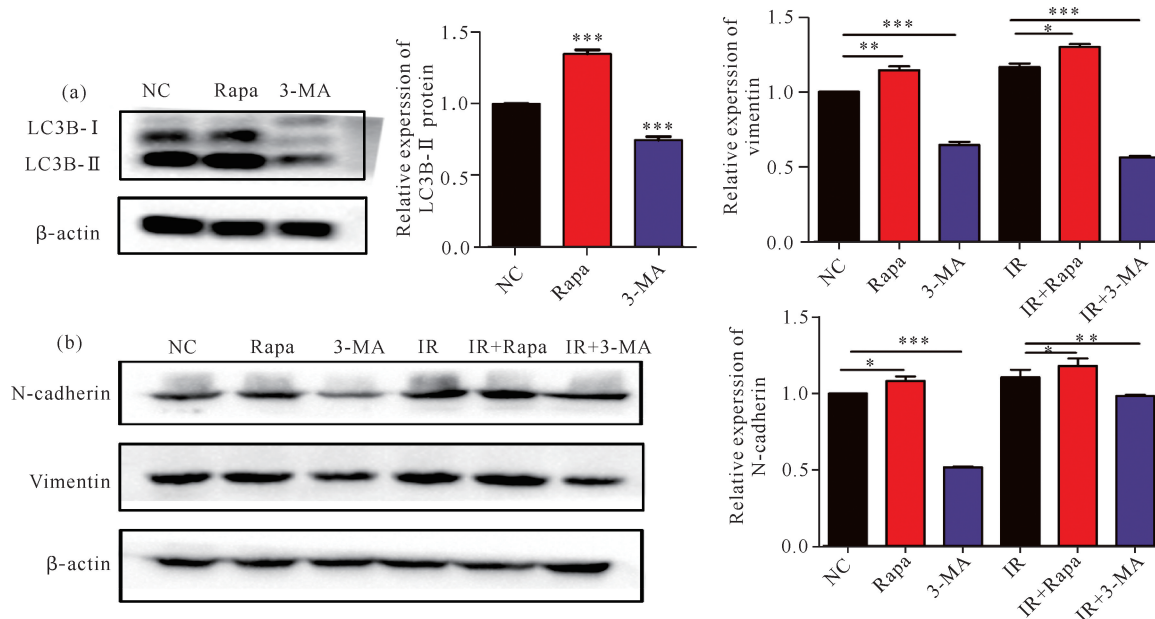 (a)
NC Rapa 3-MA
LC3B-I
LC3B-II
β-actin
Relative experssion of
LC3B-II protein
1.5
1.0
0.5
0.0
***
***
NC
Rapa
3-MA
Relative experssion of
vimentin
1.5
1.0
0.5
0.0
***
**
***
*
NC
Rapa
3-MA
IR
IR+Rapa
IR+3-MA
(b)
NC Rapa 3-MA IR IR+Rapa IR+3-MA
N-cadherin
Vimentin
β-actin
Relative experssion of
N-cadherin
1.5
1.0
0.5
0.0
***
*
**
*
NC
Rapa
3-MA
IR
IR+Rapa
IR+3-MA